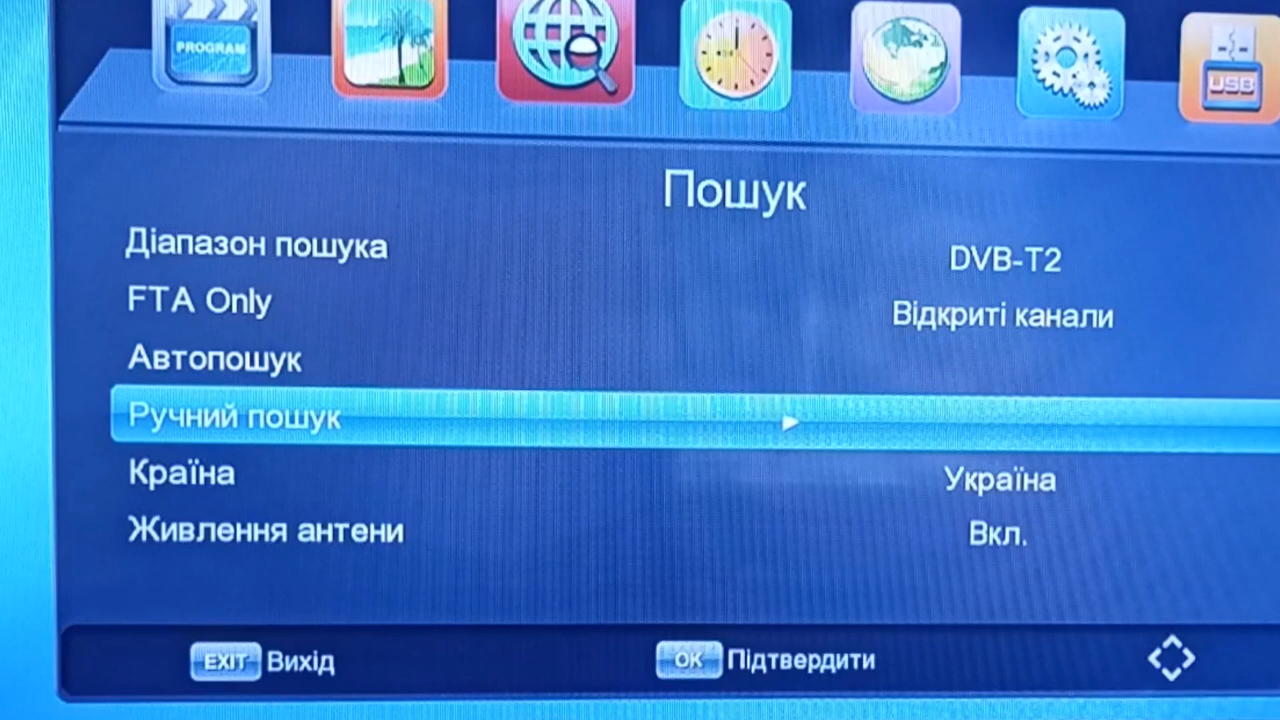 PROGRAM
USB
Пошук
Діапазон пошука DVB-T2
FTA Only Відкриті канали
Автопошук
Ручний пошук
Країна Україна
Живлення антени Вкл.
EXIT Вихід OK Підтвердити